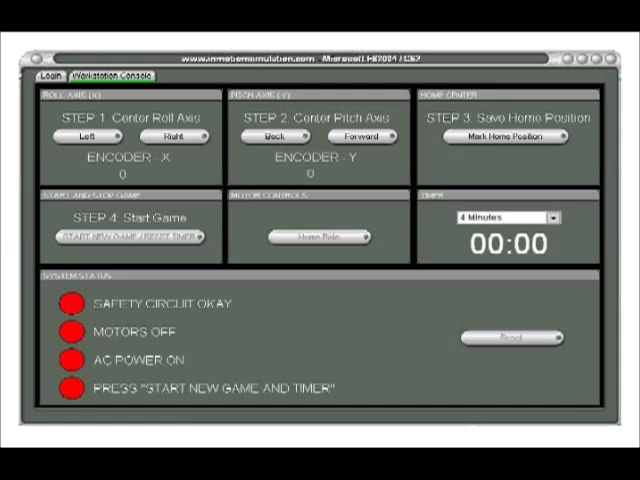 www.inmotionsimulation.com - Microsoft FS2004 / CS2
Login Workstation Console
ROLL AXIS (X) PITCH AXIS (Y) HOME CENTER
STEP 1: Center Roll Axis STEP 2: Center Pitch Axis STEP 3: Save Home Position
Left Right Back Forward Mark Home Position
ENCODER - X ENCODER - Y
0 0
START AND STOP GAME MOTOR CONTROLS TIMER
STEP 4: Start Game 4 Minutes
START NEW GAME / RESET TIMER Home Ride 00:00
SYSTEM STATUS
SAFETY CIRCUIT OKAY
MOTORS OFF Reset
AC POWER ON
PRESS "START NEW GAME AND TIMER"